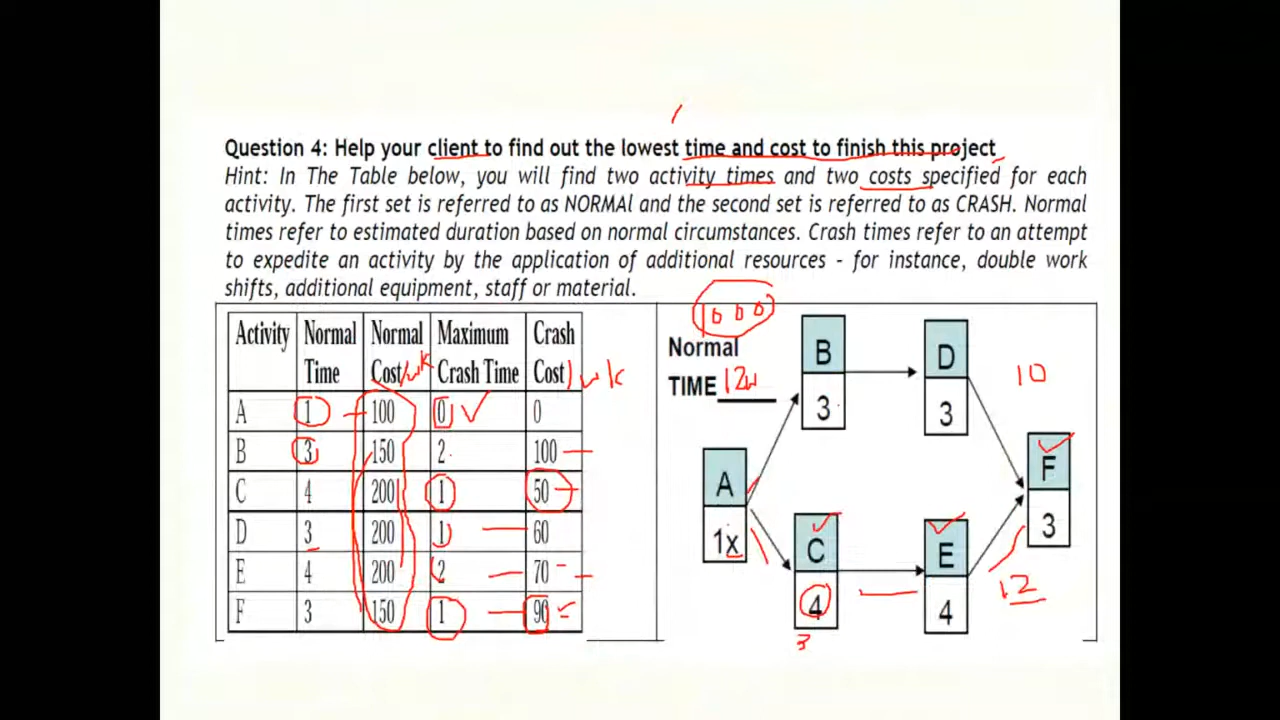 Question 4: Help your client to find out the lowest time and cost to finish this project
Hint: In The Table below, you will find two activity times and two costs specified for each
activity. The first set is referred to as NORMAl and the second set is referred to as CRASH. Normal
times refer to estimated duration based on normal circumstances. Crash times refer to an attempt
to expedite an activity by the application of additional resources - for instance, double work
shifts, additional equipment, staff or material.
Activity Normal Time Normal Cost/wk Maximum Crash Time Crash Cost/wk
A 1 100 0 0
B 3 150 2 100
C 4 200 1 50
D 3 200 1 60
E 4 200 2 70
F 3 150 1 90
1000
Normal
TIME 12w
B
3
D
3
10
A
1x
F
3
C
4
3
E
4
12